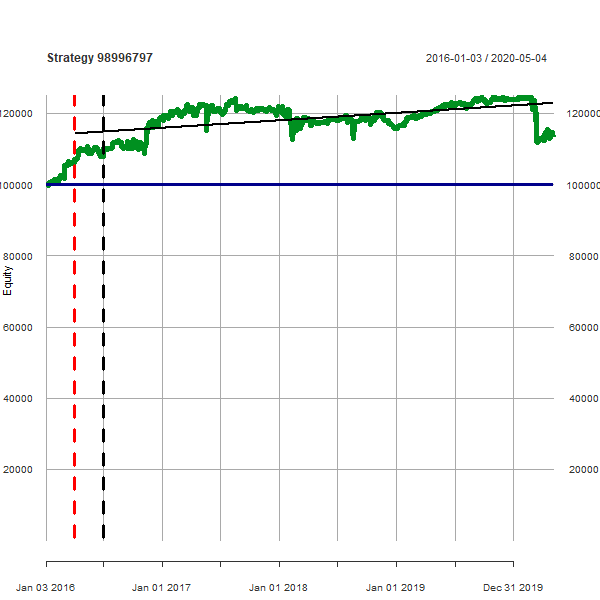 Strategy 98996797
2016-01-03 / 2020-05-04
120000
120000
100000
100000
80000
80000
Equity
60000
60000
40000
40000
20000
20000
Jan 03 2016
Jan 01 2017
Jan 01 2018
Jan 01 2019
Dec 31 2019